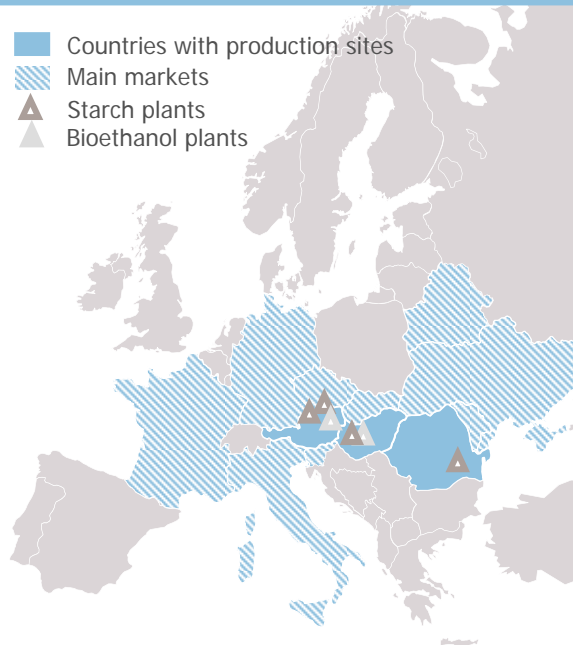 Countries with production sites
Main markets
Starch plants
Bioethanol plants